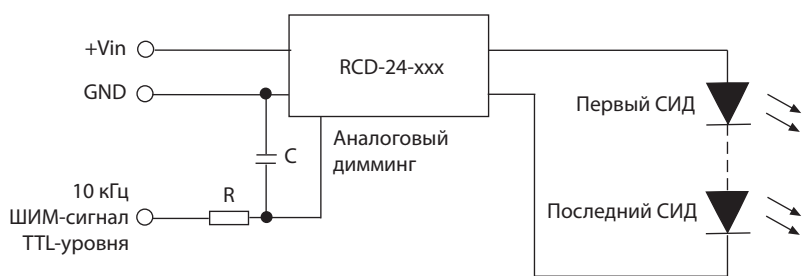 +Vin
RCD-24-xxx
GND
Первый СИД
Аналоговый
димминг
C
10 кГц
ШИМ-сигнал
TTL-уровня
R
Последний СИД